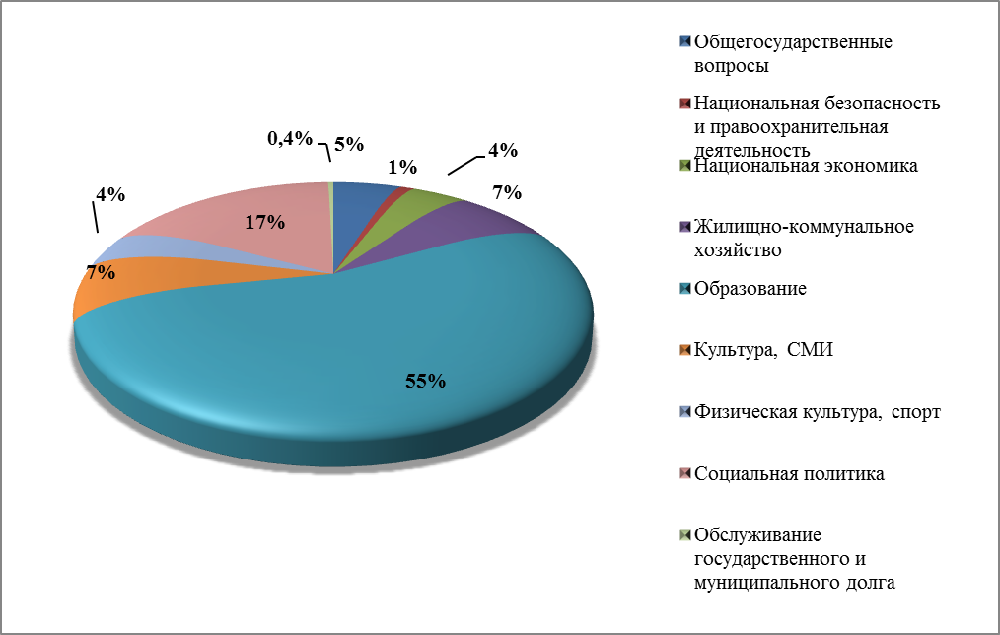 0,4%
5%
1%
4%
7%
4%
17%
7%
55%
Общегосударственные
вопросы
Национальная безопасность
и правоохранительная
деятельность
Национальная экономика
Жилищно-коммунальное
хозяйство
Образование
Культура, СМИ
Физическая культура, спорт
Социальная политика
Обслуживание
государственного и
муниципального долга